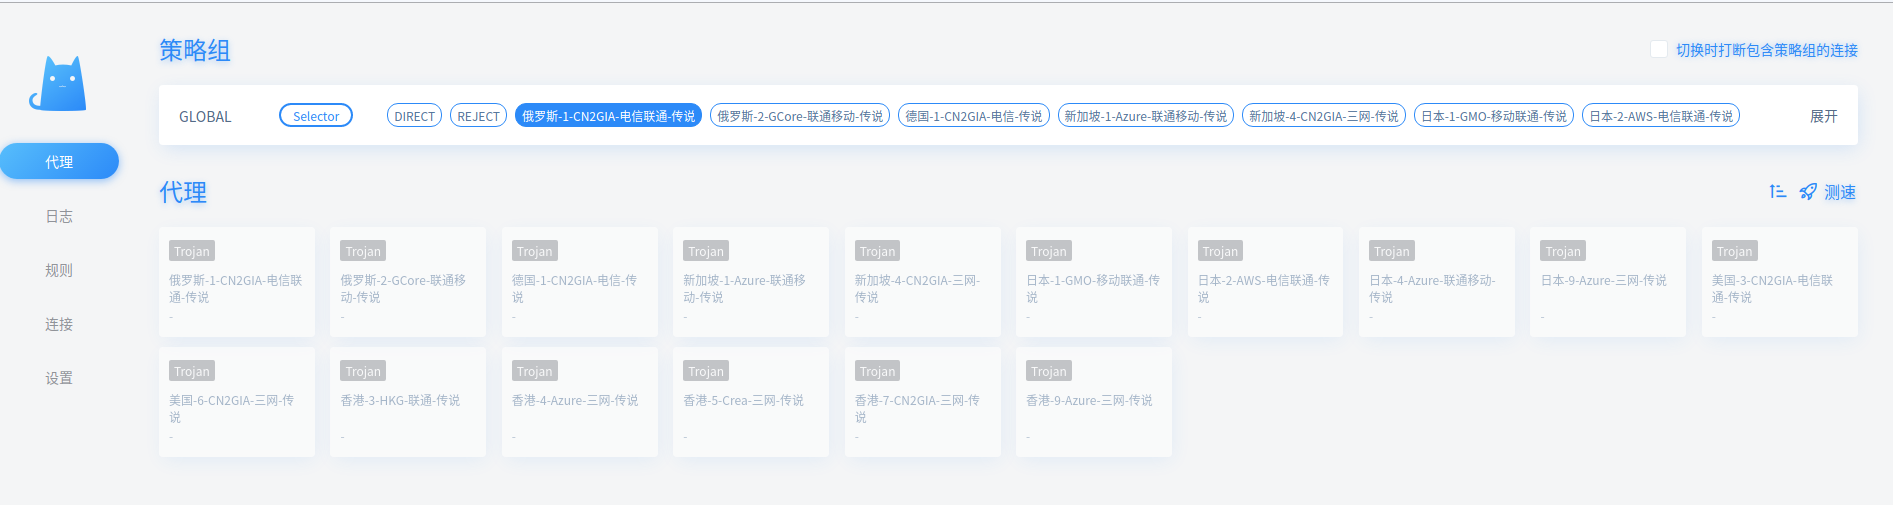 策略组
切换时打断包含策略组的连接
GLOBAL Selector DIRECT REJECT 俄罗斯-1-CN2GIA-电信联通-传说 俄罗斯-2-GCore-联通移动-传说 德国-1-CN2GIA-电信-传说 新加坡-1-Azure-联通移动-传说 新加坡-4-CN2GIA-三网-传说 日本-1-GMO-移动联通-传说 日本-2-AWS-电信联通-传说 展开
代理
日志
规则
连接
设置
代理
测速
Trojan
俄罗斯-1-CN2GIA-电信联
通-传说
-
Trojan
俄罗斯-2-GCore-联通移
动-传说
-
Trojan
德国-1-CN2GIA-电信-传
说
-
Trojan
新加坡-1-Azure-联通移
动-传说
-
Trojan
新加坡-4-CN2GIA-三网-
传说
-
Trojan
日本-1-GMO-移动联通-传
说
-
Trojan
日本-2-AWS-电信联通-传
说
-
Trojan
日本-4-Azure-联通移动-
传说
-
Trojan
日本-9-Azure-三网-传说
-
Trojan
美国-3-CN2GIA-电信联
通-传说
-
Trojan
美国-6-CN2GIA-三网-传
说
-
Trojan
香港-3-HKG-联通-传说
-
Trojan
香港-4-Azure-三网-传说
-
Trojan
香港-5-Crea-三网-传说
-
Trojan
香港-7-CN2GIA-三网-传
说
-
Trojan
香港-9-Azure-三网-传说
-